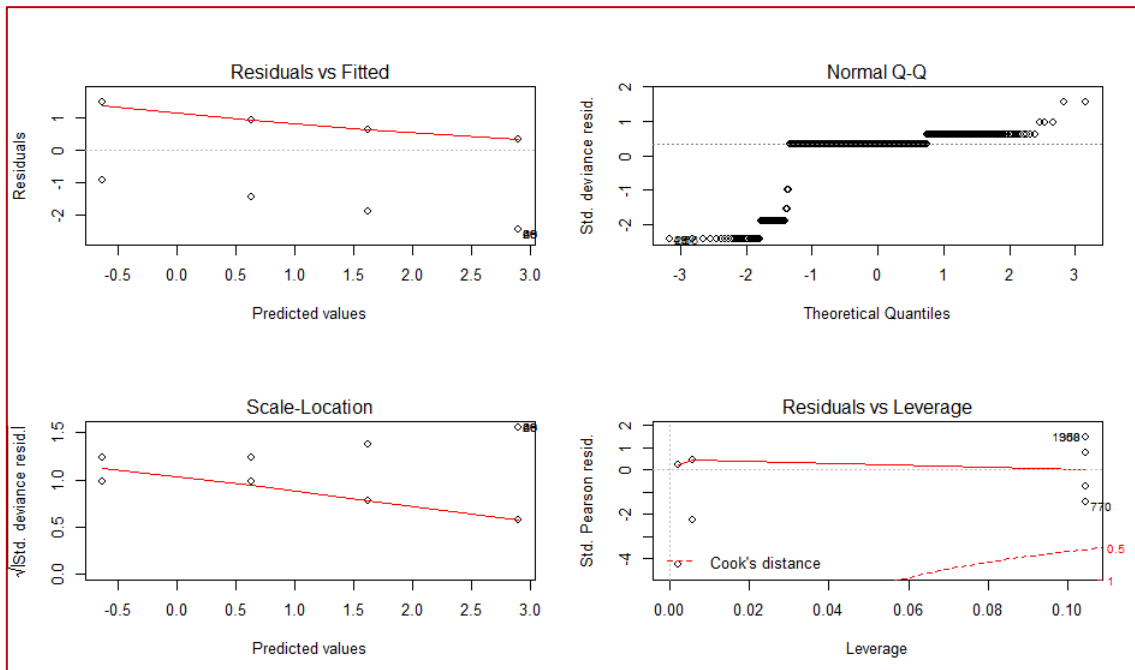 Residuals vs Fitted
Residuals
1
0
-1
-2
-0.5 0.0 0.5 1.0 1.5 2.0 2.5 3.0
Predicted values
Normal Q-Q
Std. deviance resid.
2
1
0
-1
-2
-3 -2 -1 0 1 2 3
Theoretical Quantiles
Scale-Location
√|Std. deviance resid.|
1.5
1.0
0.5
0.0
-0.5 0.0 0.5 1.0 1.5 2.0 2.5 3.0
Predicted values
Residuals vs Leverage
Std. Pearson resid.
2
1
0
-2
-4
770
Cook's distance
0.5
1
0.00 0.02 0.04 0.06 0.08 0.10
Leverage